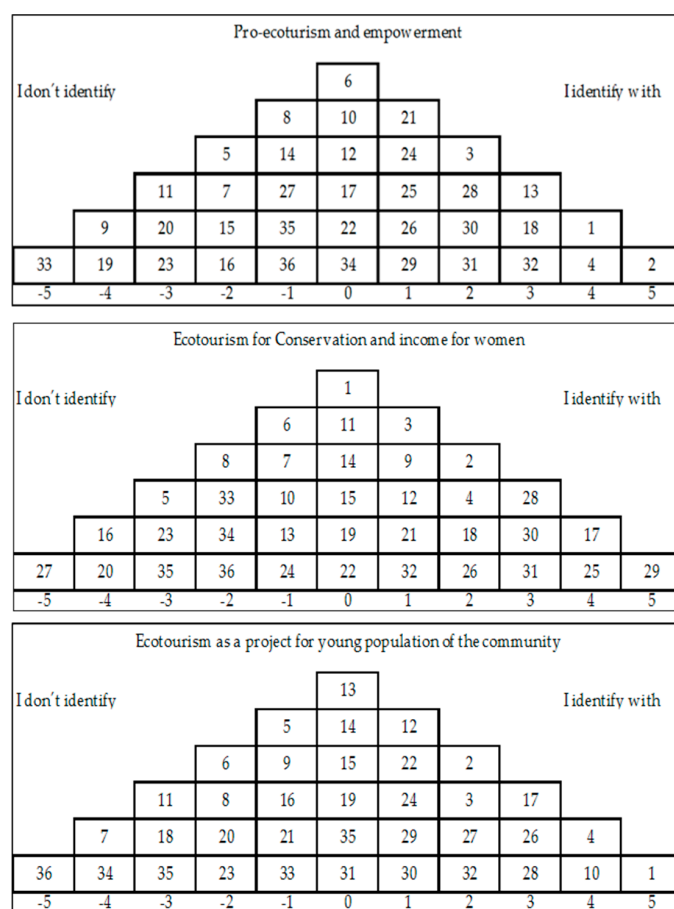 Pro-ecoturism and empowerment
I don´t identify
I identify with
6
8 10 21
5 14 12 24 3
11 7 27 17 25 28 13
9 20 15 35 22 26 30 18 1
33 19 23 16 36 34 29 31 32 4 2
-5 -4 -3 -2 -1 0 1 2 3 4 5
Ecotourism for Conservation and income for women
I don´t identify
I identify with
1
6 11 3
8 7 14 9 2
5 33 10 15 12 4 28
16 23 34 13 19 21 18 30 17
27 20 35 36 24 22 32 26 31 25 29
-5 -4 -3 -2 -1 0 1 2 3 4 5
Ecotourism as a project for young population of the community
I don´t identify
I identify with
13
5 14 12
6 9 15 22 2
11 8 16 19 24 3 17
7 18 20 21 35 29 27 26 4
36 34 35 23 33 31 30 32 28 10 1
-5 -4 -3 -2 -1 0 1 2 3 4 5